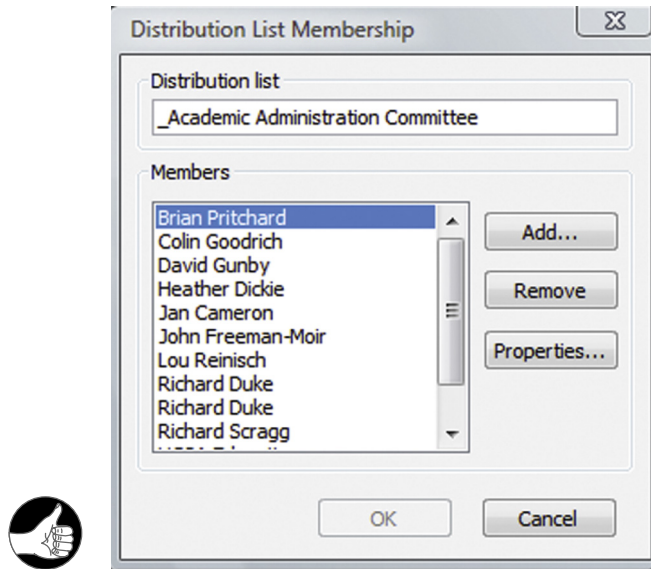 Distribution List Membership
Distribution list
_Academic Administration Committee
Members
Brian Pritchard
Colin Goodrich
David Gunby
Heather Dickie
Jan Cameron
John Freeman-Moir
Lou Reinisch
Richard Duke
Richard Duke
Richard Scragg
Add...
Remove
Properties...
OK
Cancel